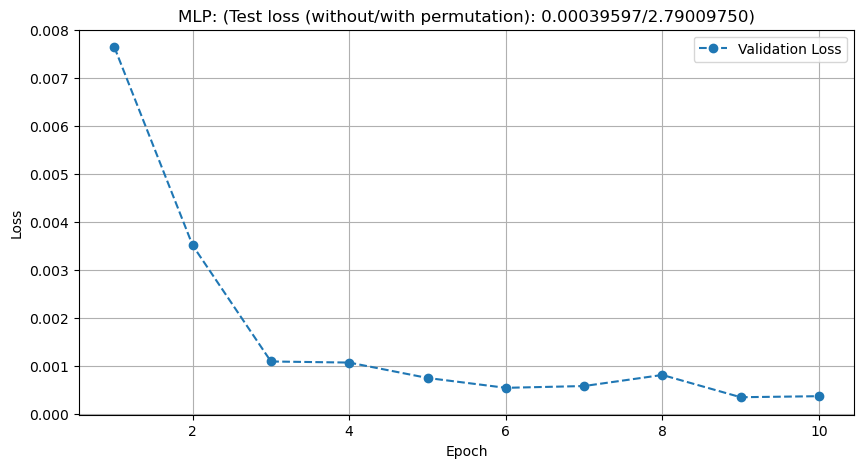 MLP: (Test loss (without/with permutation): 0.00039597/2.79009750)
Validation Loss
0.008
0.007
0.006
0.005
0.004
0.003
0.002
0.001
0.000
Loss
2 4 6 8 10
Epoch